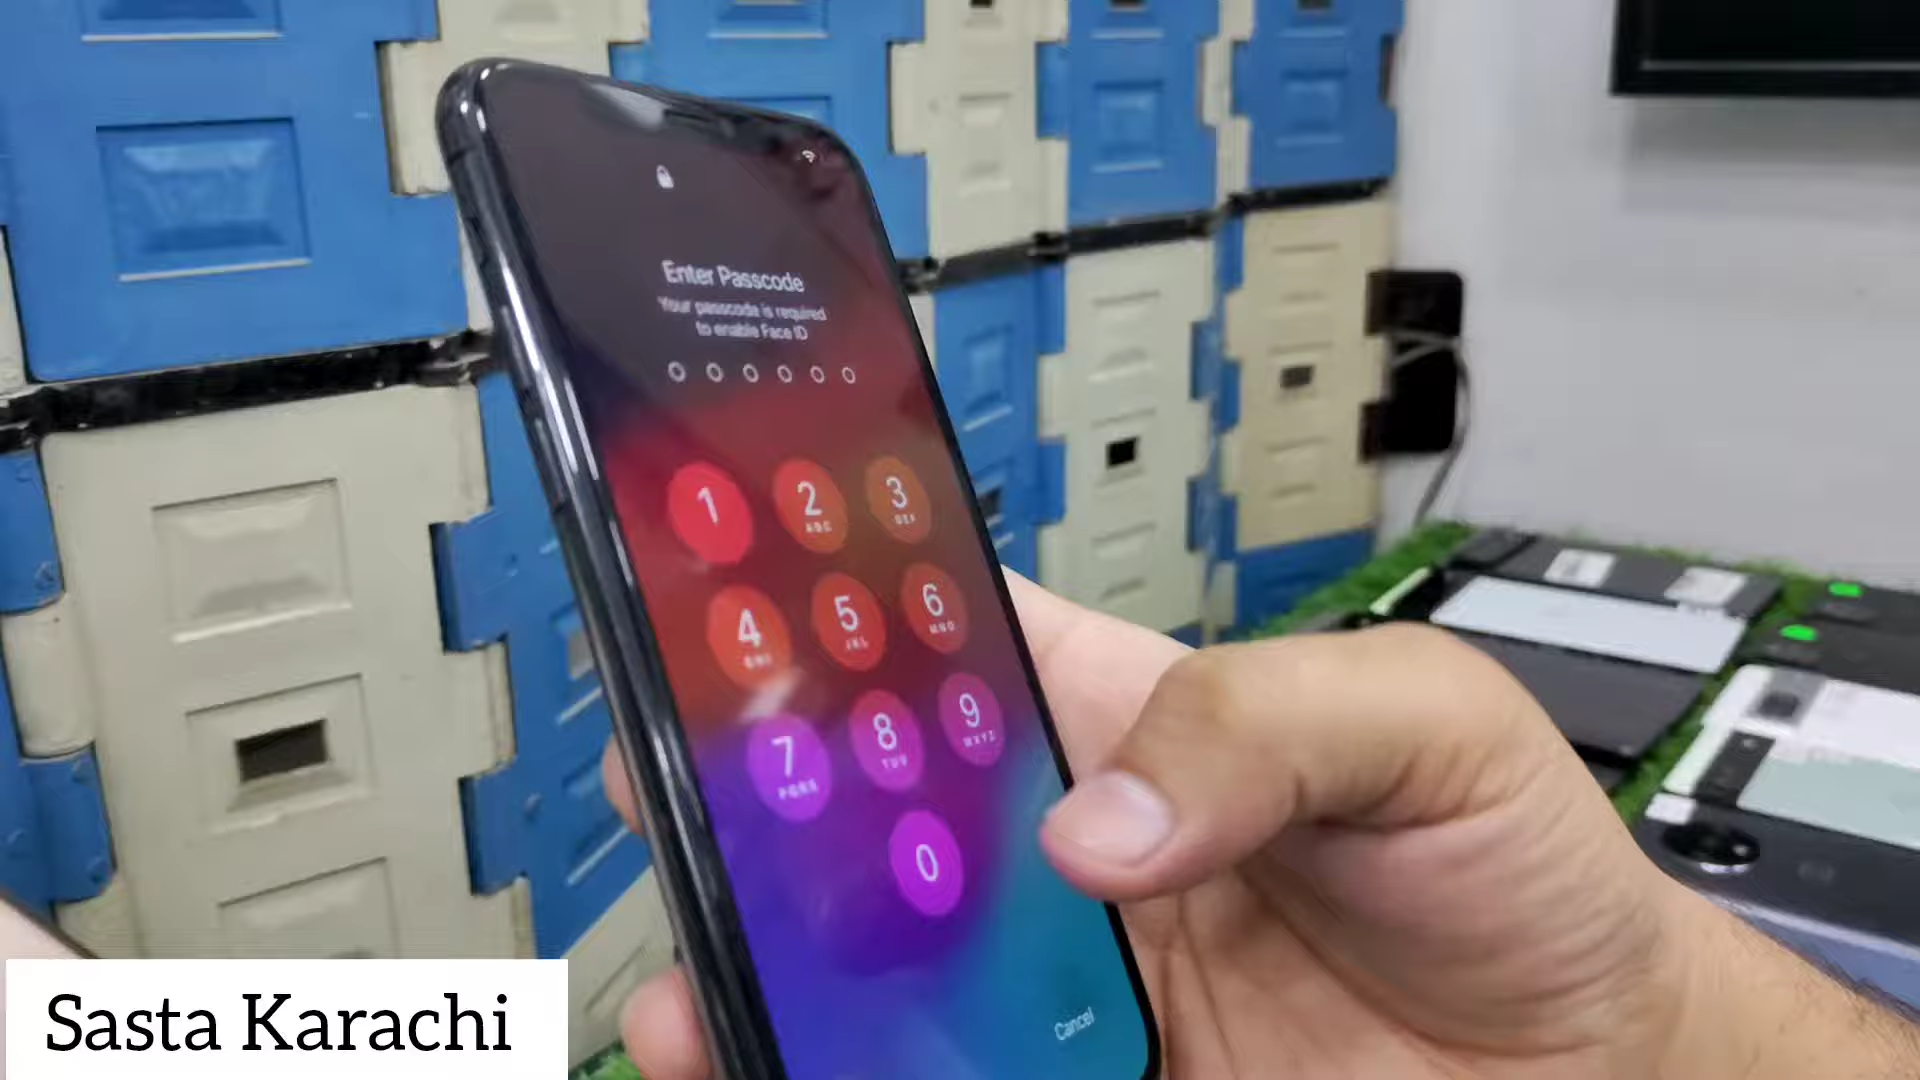 Enter Passcode
Your passcode is required
to enable Face ID
1
2
ABC
3
DEF
4
GHI
5
JKL
6
MNO
7
PQRS
8
TUV
9
WXYZ
0
Cancel
Sasta Karachi